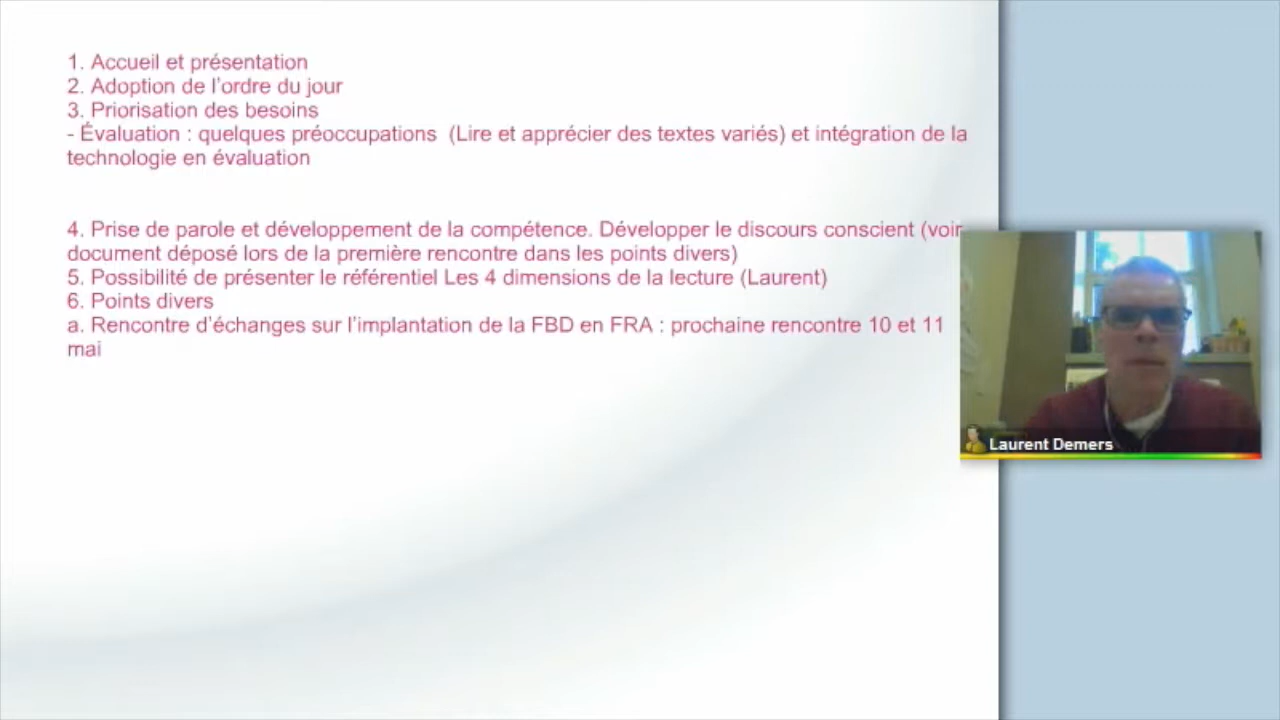 1. Accueil et présentation
2. Adoption de l'ordre du jour
3. Priorisation des besoins
- Évaluation : quelques préoccupations  (Lire et apprécier des textes variés) et intégration de la
technologie en évaluation
4. Prise de parole et développement de la compétence. Développer le discours conscient (voir
document déposé lors de la première rencontre dans les points divers)
5. Possibilité de présenter le référentiel Les 4 dimensions de la lecture (Laurent)
6. Points divers
a. Rencontre d'échanges sur l'implantation de la FBD en FRA : prochaine rencontre 10 et 11
mai
Laurent Demers